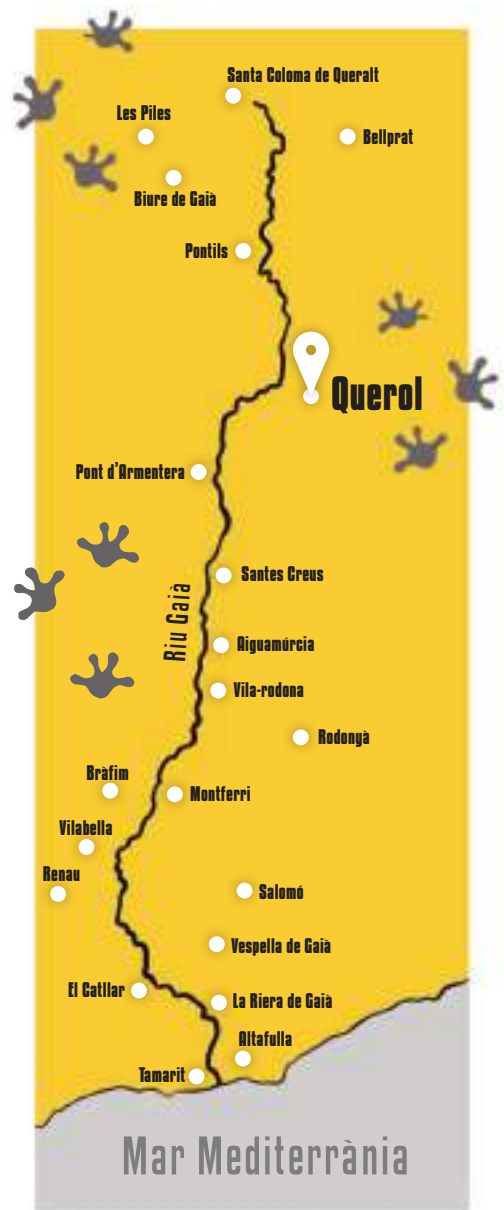 Santa Coloma de Queralt
Les Piles
Bellprat
Biure de Gaià
Pontils
Querol
Pont d'Armentera
Santes Creus
Riu Gaià
Aiguamúrcia
Vila-rodona
Rodonyà
Bràfim
Montferri
Vilabella
Renau
Salomó
Vespella de Gaià
El Catllar
La Riera de Gaià
Altafulla
Tamarit
Mar Mediterrània